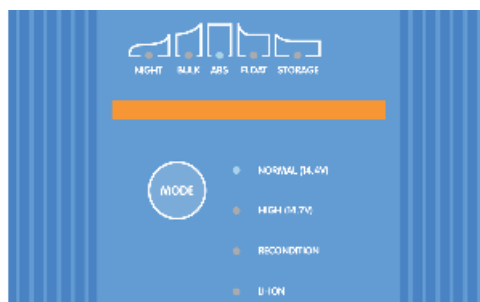 NIGHT BULK ABS FLOAT STORAGE
MODE
NORMAL (14.4V)
HIGH (14.7V)
RECONDITION
LI-ION